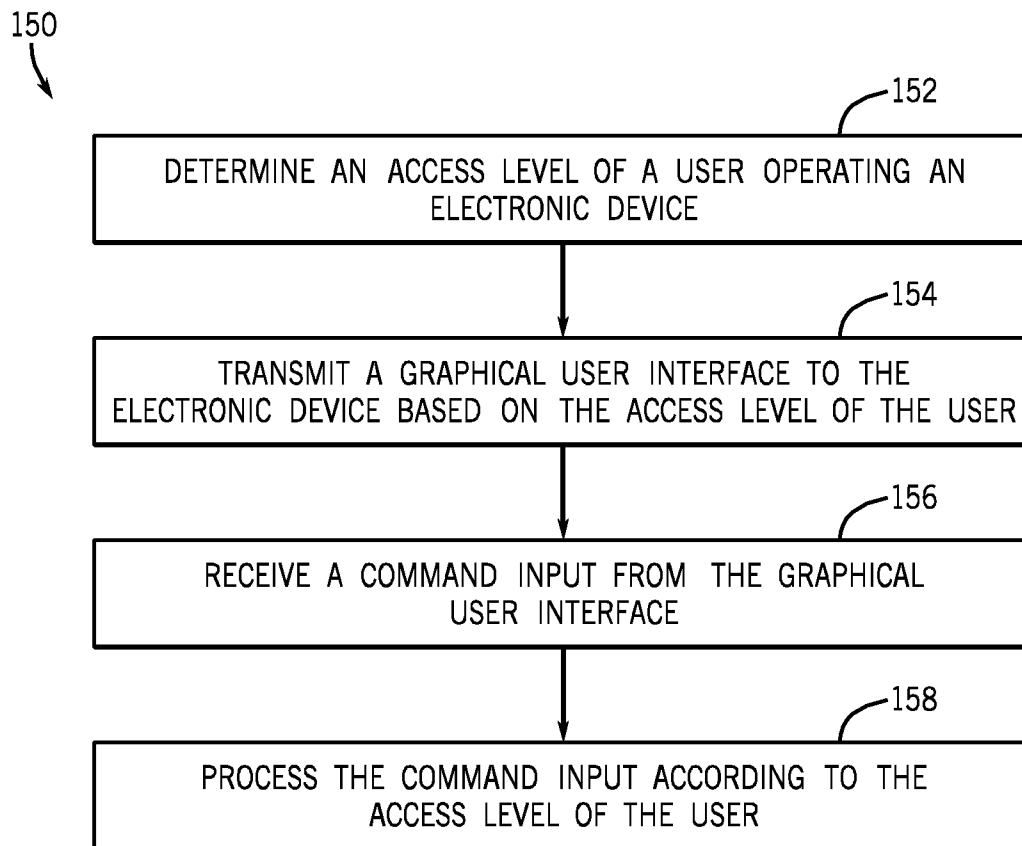 150
152
DETERMINE AN ACCESS LEVEL OF A USER OPERATING AN
ELECTRONIC DEVICE
154
TRANSMIT A GRAPHICAL USER INTERFACE TO THE
ELECTRONIC DEVICE BASED ON THE ACCESS LEVEL OF THE USER
156
RECEIVE A COMMAND INPUT FROM THE GRAPHICAL
USER INTERFACE
158
PROCESS THE COMMAND INPUT ACCORDING TO THE
ACCESS LEVEL OF THE USER